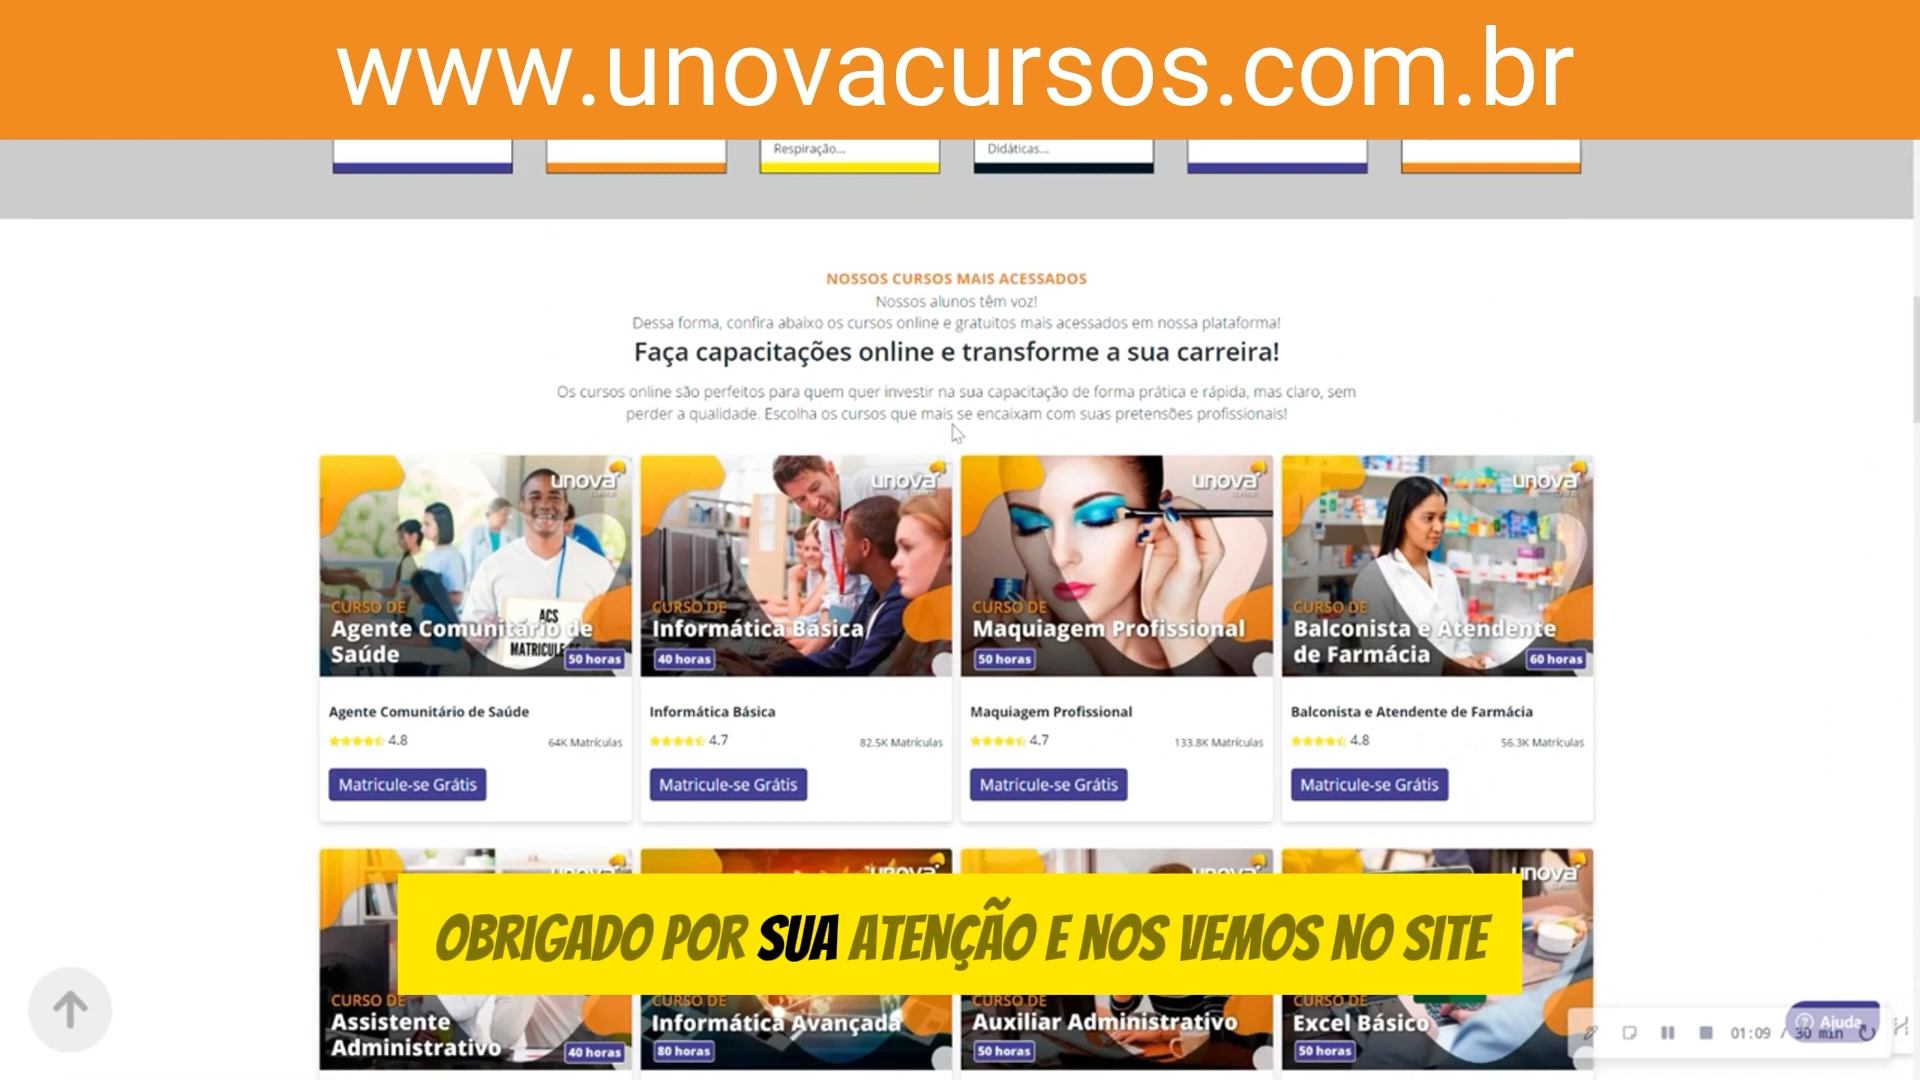 www.unovacursos.com.br
Respiração...
Didáticas...
NOSSOS CURSOS MAIS ACESSADOS
Nossos alunos têm voz!
Dessa forma, confira abaixo os cursos online e gratuitos mais acessados em nossa plataforma!
Faça capacitações online e transforme a sua carreira!
Os cursos online são perfeitos para quem quer investir na sua capacitação de forma prática e rápida, mas claro, sem
perder a qualidade. Escolha os cursos que mais se encaixam com suas pretensões profissionais!
unova
CURSO DE
Agente Comunitário de
Saúde
ACS
50 horas
Agente Comunitário de Saúde
4.8
64K Matrículas
Matricule-se Grátis
unova
CURSO DE
Informática Básica
40 horas
Informática Básica
4.7
82.5K Matrículas
Matricule-se Grátis
unova
CURSO DE
Maquiagem Profissional
50 horas
Maquiagem Profissional
4.7
133.8K Matrículas
Matricule-se Grátis
unova
CURSO DE
Balconista e Atendente
de Farmácia
60 horas
Balconista e Atendente de Farmácia
4.8
56.3K Matrículas
Matricule-se Grátis
OBRIGADO POR SUA ATENÇÃO E NOS VEMOS NO SITE
CURSO DE
Assistente
Administrativo
40 horas
CURSO DE
Informática Avançada
80 horas
CURSO DE
Auxiliar Administrativo
50 horas
unova
CURSO DE
Excel Básico
50 horas
Ajuda
01:09 / 30 min